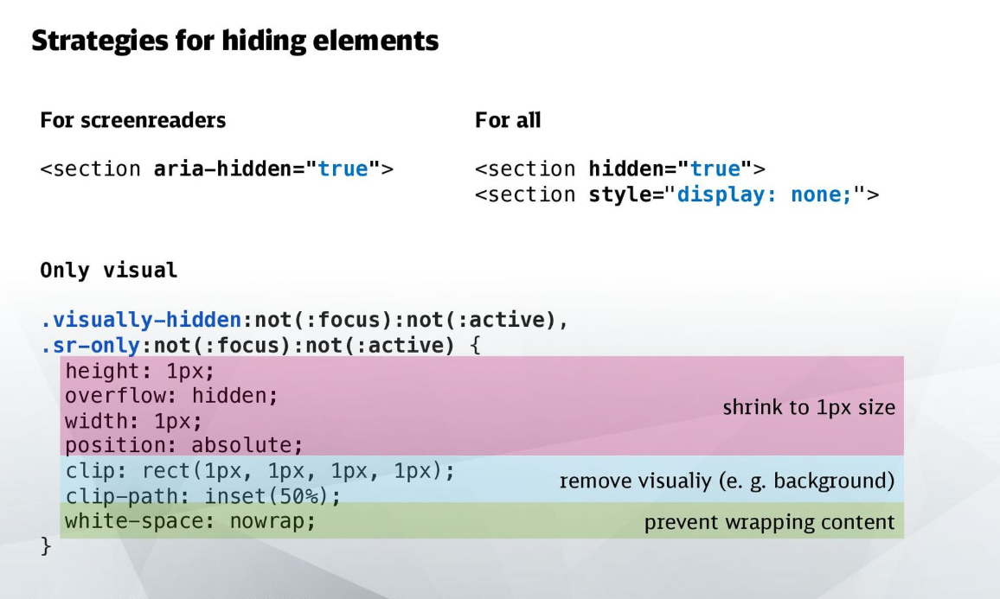 Strategies for hiding elements
For screenreaders
<section aria-hidden="true">
For all
<section hidden="true">
<section style="display: none;">
Only visual
.visually-hidden:not(:focus):not(:active),
.sr-only:not(:focus):not(:active) {
height: 1px;
overflow: hidden;
width: 1px;
position: absolute;
shrink to 1px size
clip: rect(1px, 1px, 1px, 1px);
clip-path: inset(50%);
remove visualiy (e. g. background)
white-space: nowrap;
prevent wrapping content
}